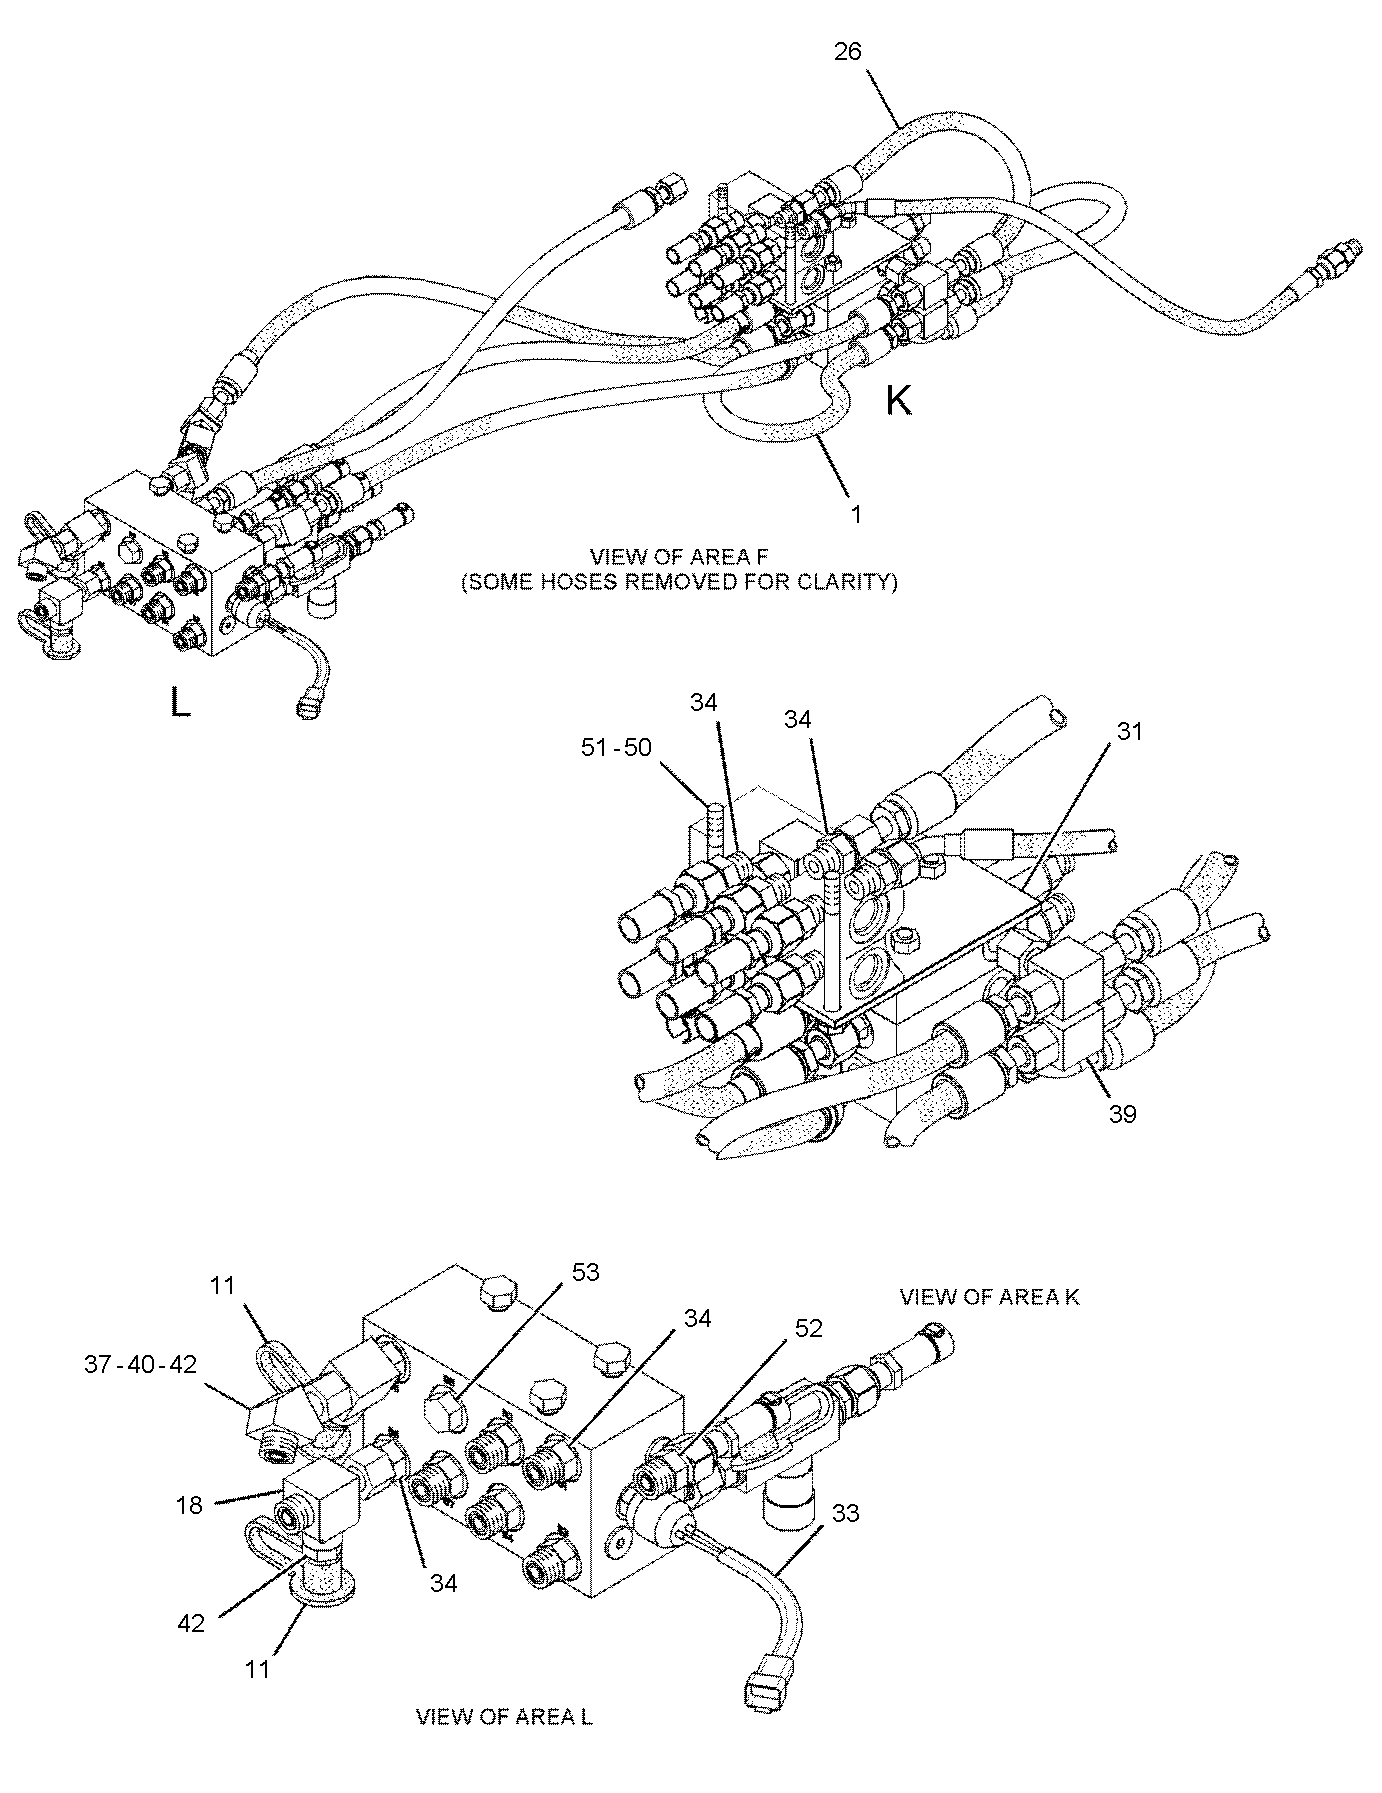 26
K
1
VIEW OF AREA F
(SOME HOSES REMOVED FOR CLARITY)
L
34
34
31
51-50
39
VIEW OF AREA K
53
11
34
52
37-40-42
18
33
34
42
11
VIEW OF AREA L